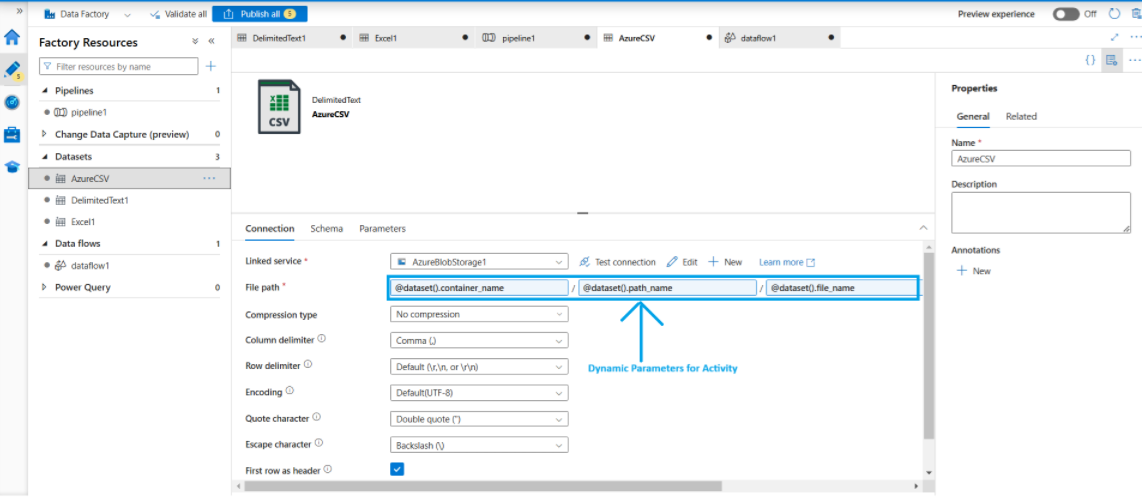 »
Data Factory
Validate all
Publish all 5
Preview experience
Off
Factory Resources
Filter resources by name
Pipelines 1
pipeline1
Change Data Capture (preview) 0
Datasets 3
AzureCSV ...
DelimitedText1
Excel1
Data flows 1
dataflow1
Power Query 0
DelimitedText1
Excel1
pipeline1
AzureCSV
dataflow1
{}
CSV
DelimitedText
AzureCSV
Connection Schema Parameters
Linked service * AzureBlobStorage1 Test connection Edit New Learn more
File path * @dataset().container_name / @dataset().path_name / @dataset().file_name
Compression type No compression
Column delimiter Comma (,)
Row delimiter Default (\r,\n, or \r\n)
Encoding Default(UTF-8)
Quote character Double quote (")
Escape character Backslash (\)
First row as header
Dynamic Parameters for Activity
Properties
General Related
Name *
AzureCSV
Description
Annotations
New